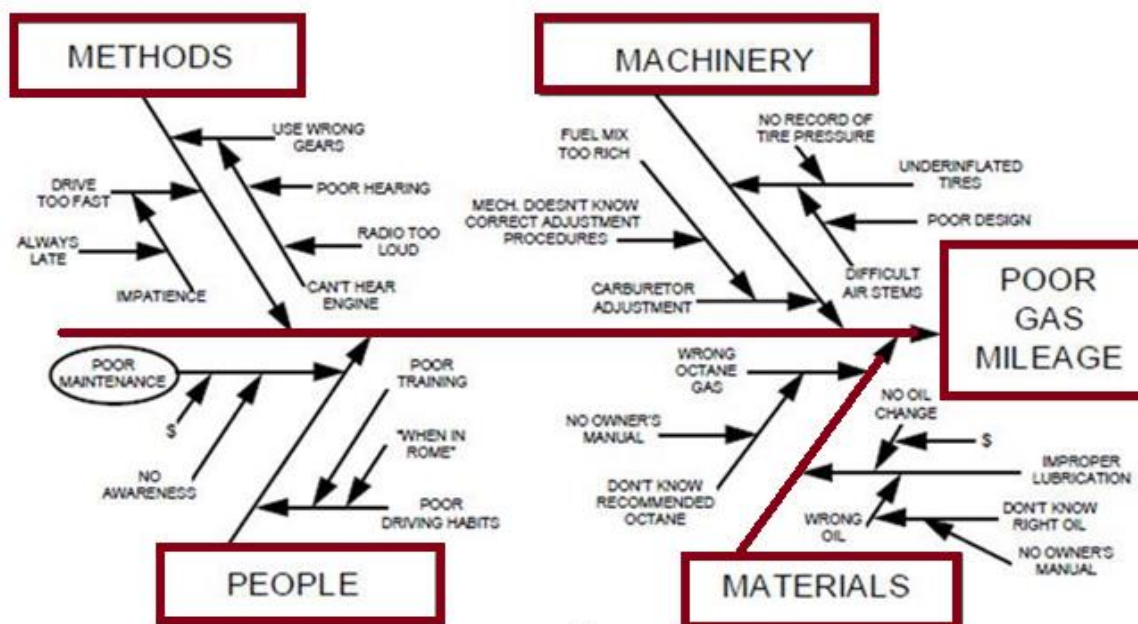 METHODS
MACHINERY
USE WRONG
GEARS
POOR HEARING
RADIO TOO
LOUD
CAN'T HEAR
ENGINE
DRIVE
TOO FAST
ALWAYS
LATE
IMPATIENCE
FUEL MIX
TOO RICH
MECH. DOESN'T KNOW
CORRECT ADJUSTMENT
PROCEDURES
CARBURETOR
ADJUSTMENT
NO RECORD OF
TIRE PRESSURE
UNDERINFLATED
TIRES
POOR DESIGN
DIFFICULT
AIR STEMS
POOR
GAS
MILEAGE
POOR
MAINTENANCE
$
NO
AWARENESS
POOR
TRAINING
"WHEN IN
ROME"
POOR
DRIVING HABITS
WRONG
OCTANE
GAS
NO OWNER'S
MANUAL
DON'T KNOW
RECOMMENDED
OCTANE
NO OIL
CHANGE
$
IMPROPER
LUBRICATION
WRONG
OIL
DON'T KNOW
RIGHT OIL
NO OWNER'S
MANUAL
PEOPLE
MATERIALS